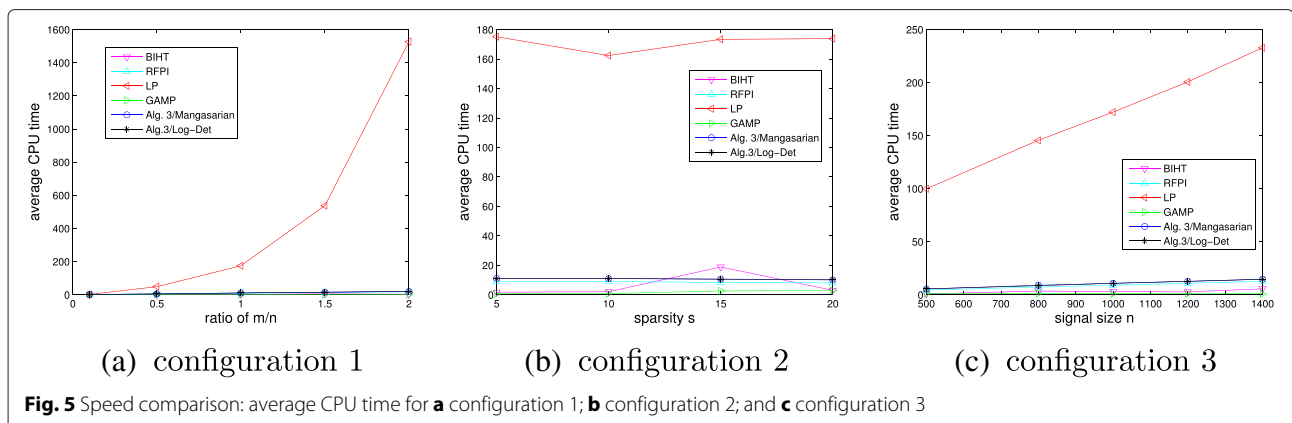 1600
1400
1200
1000
800
600
400
200
0
average CPU time
BIHT
RFPI
LP
GAMP
Alg. 3/Mangasarian
Alg.3/Log-Det
0 0.5 1 1.5 2
ratio of m/n
(a) configuration 1
180
160
140
120
100
80
60
40
20
0
average CPU time
BIHT
RFPI
LP
GAMP
Alg. 3/Mangasarian
Alg.3/Log-Det
5 10 15 20
sparsity s
(b) configuration 2
250
200
150
100
50
0
average CPU time
BIHT
RFPI
LP
GAMP
Alg. 3/Mangasarian
Alg.3/Log-Det
500 600 700 800 900 1000 1100 1200 1300 1400
signal size n
(c) configuration 3
Fig. 5 Speed comparison: average CPU time for a configuration 1; b configuration 2; and c configuration 3